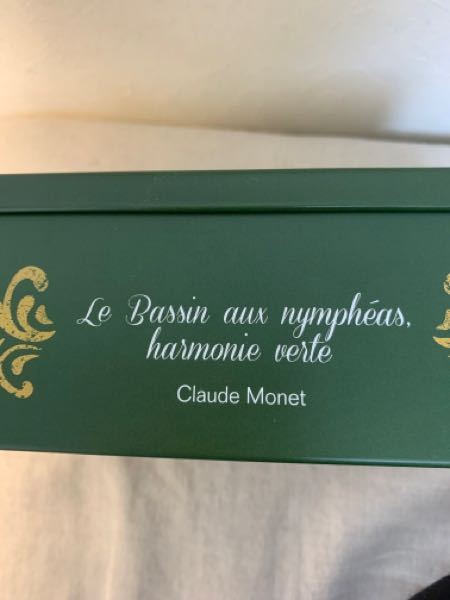 Le Bassin aux nymphéas,
harmonie verte
Claude Monet